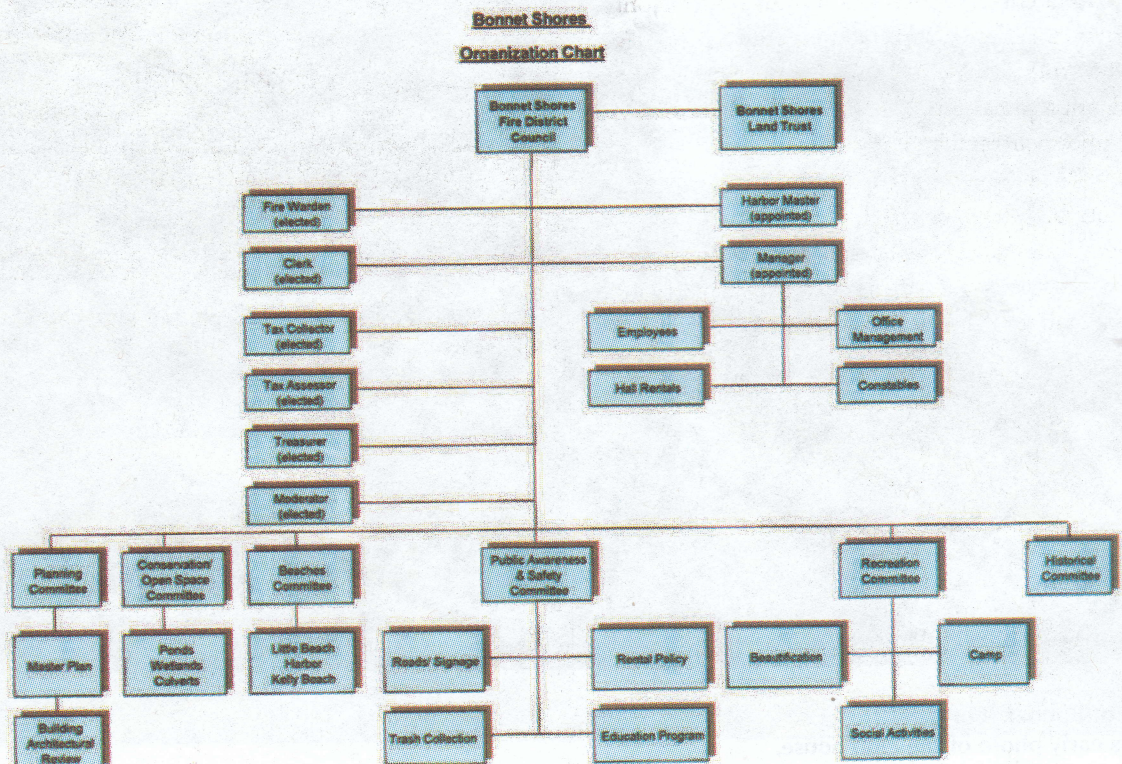 Bonnet Shores
Organization Chart
Bonnet Shores
Fire District
Council
Bonnet Shores
Land Trust
Fire Warden
(elected)
Harbor Master
(appointed)
Clerk
(elected)
Manager
(appointed)
Tax Collector
(elected)
Employees
Office
Management
Tax Assessor
(elected)
Hall Rentals
Constables
Treasurer
(elected)
Moderator
(elected)
Planning
Committee
Conservation/
Open Space
Committee
Beaches
Committee
Public Awareness
& Safety
Committee
Recreation
Committee
Historical
Committee
Master Plan
Ponds
Wetlands
Culverts
Little Beach
Harbor
Kelly Beach
Roads/ Signage
Rental Policy
Beautification
Camp
Building
Architectural
Review
Trash Collection
Education Program
Social Activities